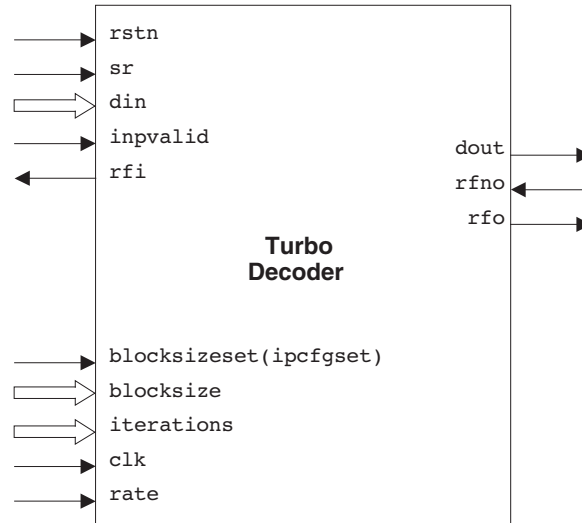 rstn
sr
din
inpvalid
rfi
dout
rfno
rfo
Turbo
Decoder
blocksizeset(ipcfgset)
blocksize
iterations
clk
rate